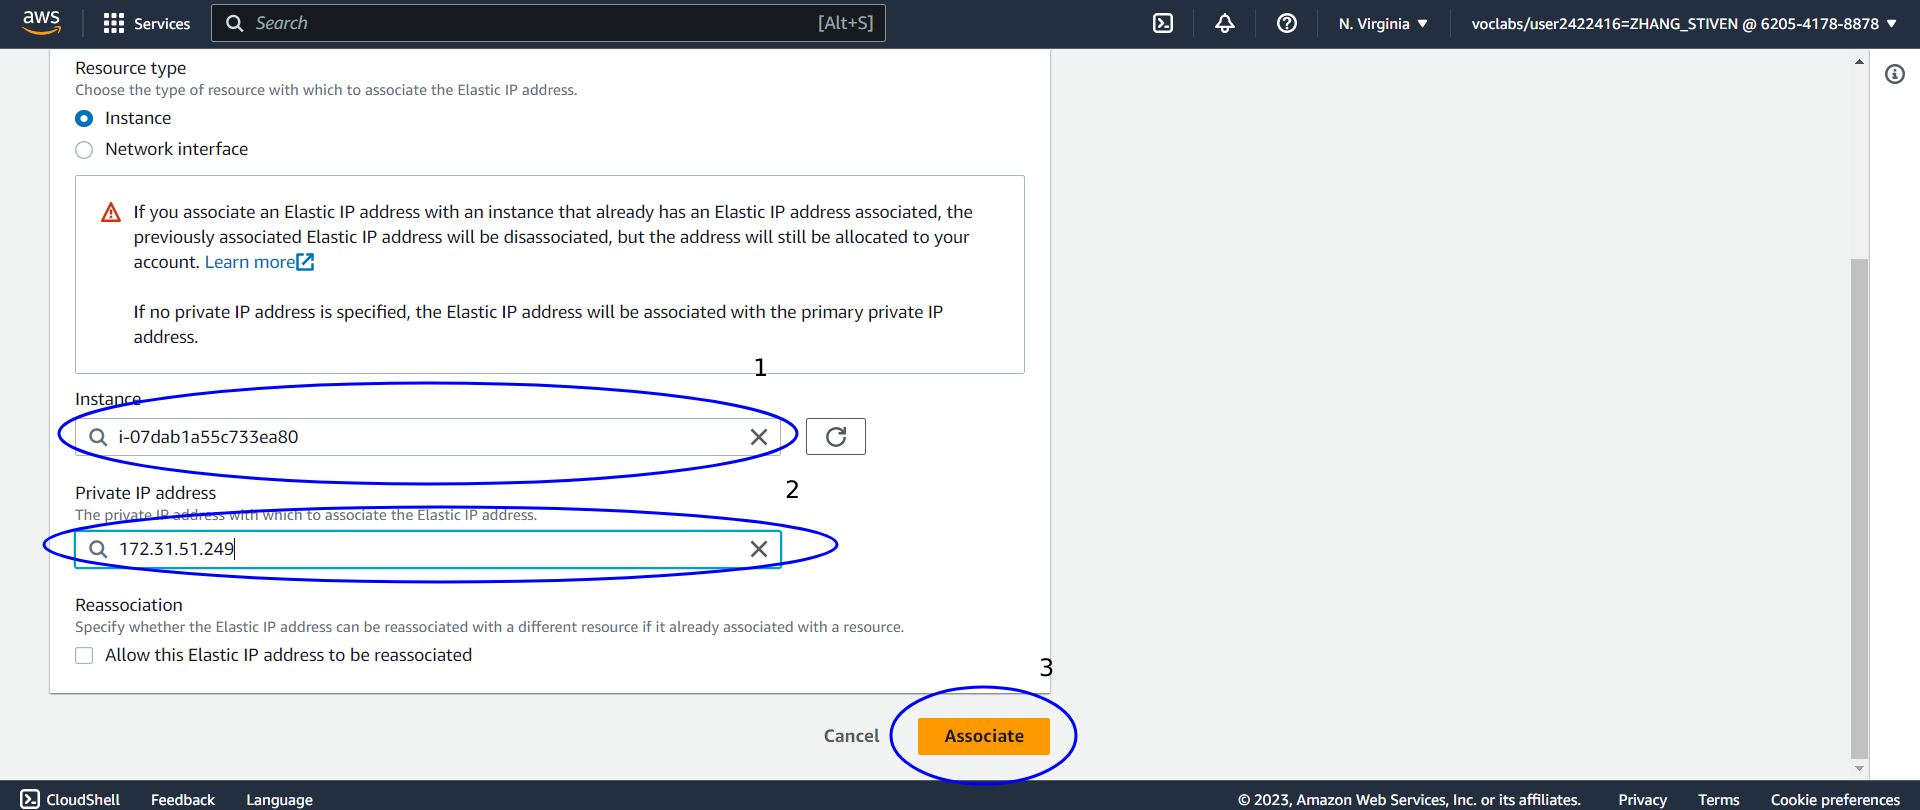 aws
Services
Search
[Alt+S]
N. Virginia
voclabs/user2422416=ZHANG_STIVEN @ 6205-4178-8878
Resource type
Choose the type of resource with which to associate the Elastic IP address.
Instance
Network interface
If you associate an Elastic IP address with an instance that already has an Elastic IP address associated, the
previously associated Elastic IP address will be disassociated, but the address will still be allocated to your
account. Learn more
If no private IP address is specified, the Elastic IP address will be associated with the primary private IP
address.
1
Instance
i-07dab1a55c733ea80
2
Private IP address
The private IP address with which to associate the Elastic IP address.
172.31.51.249
Reassociation
Specify whether the Elastic IP address can be reassociated with a different resource if it already associated with a resource.
Allow this Elastic IP address to be reassociated
3
Cancel
Associate
CloudShell
Feedback
Language
© 2023, Amazon Web Services, Inc. or its affiliates.
Privacy
Terms
Cookie preferences